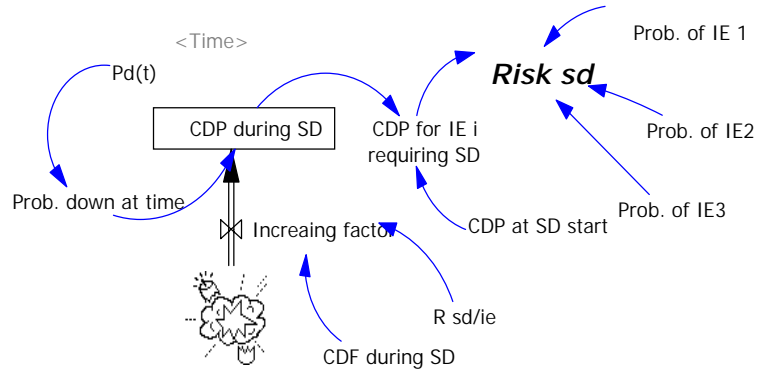 Prob. of IE 1
<Time>
Pd(t)
Risk sd
CDP during SD
CDP for IE i
requiring SD
Prob. of IE2
Prob. down at time
Prob. of IE3
Increaing factor
CDP at SD start
R sd/ie
CDF during SD